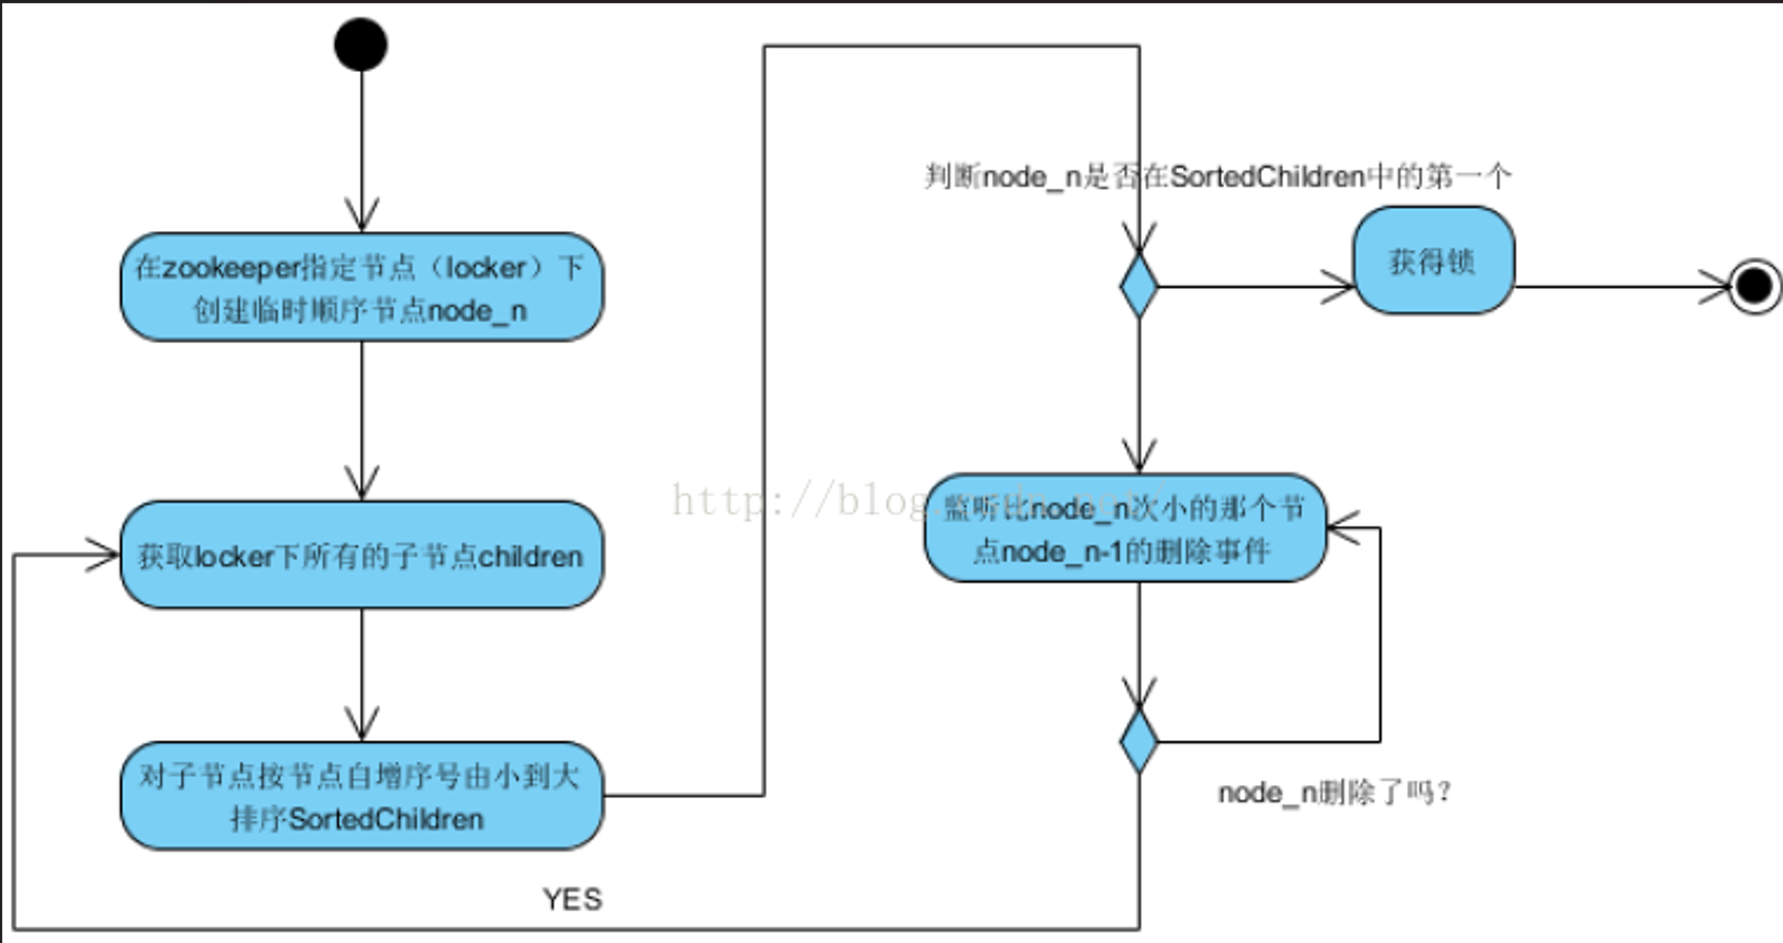 在zookeeper指定节点（locker）下
创建临时顺序节点node_n
获取locker下所有的子节点children
对子节点按节点自增序号由小到大
排序SortedChildren
YES
判断node_n是否在SortedChildren中的第一个
获得锁
http://blog.
监听比node_n次小的那个节
点node_n-1的删除事件
node_n删除了吗?